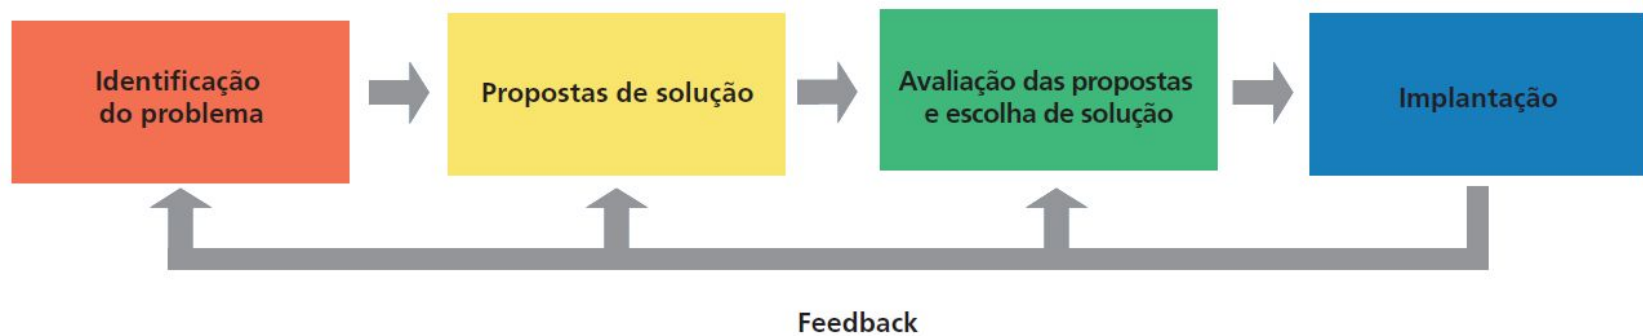 Identificação
do problema
Propostas de solução
Avaliação das propostas
e escolha de solução
Implantação
Feedback